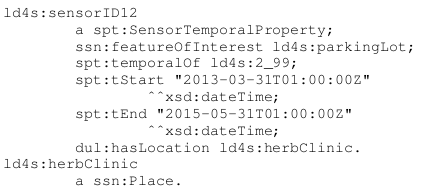 ld4s:sensorID12
a spt:SensorTemporalProperty;
ssn:featureOfInterest ld4s:parkingLot;
spt:temporalOf ld4s:2_99;
spt:tStart "2013-03-31T01:00:00Z"
^^xsd:dateTime;
spt:tEnd "2015-05-31T01:00:00Z"
^^xsd:dateTime;
dul:hasLocation ld4s:herbClinic.
ld4s:herbClinic
a ssn:Place.